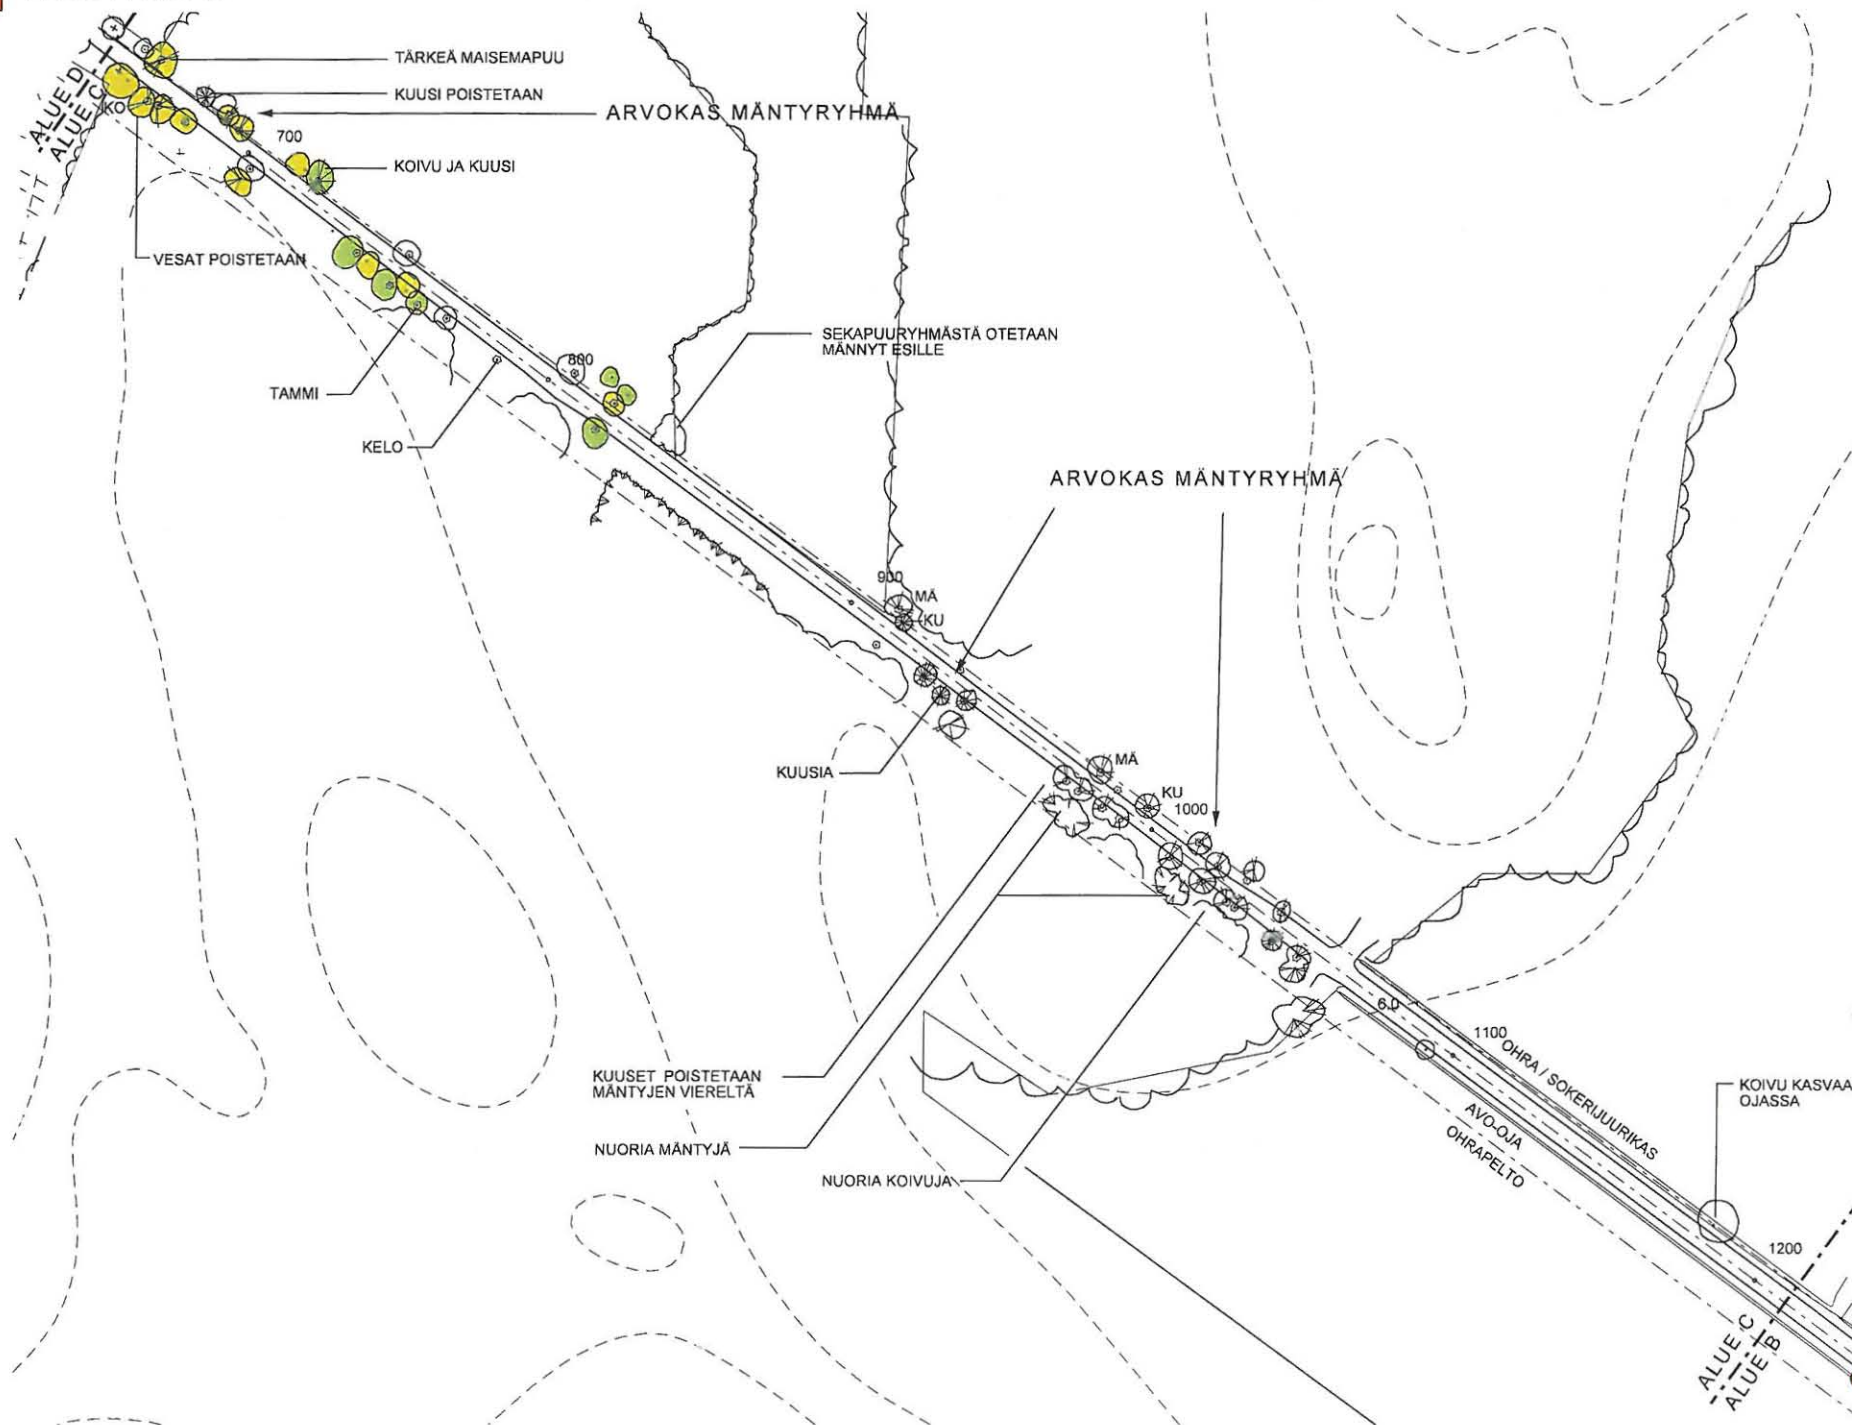 TÄRKEÄ MAISEMAPUU
KUUSI POISTETAAN
ARVOKAS MÄNTYRYHMÄ
ALUE D
ALUE C
KO
700
KOIVU JA KUUSI
VESAT POISTETAAN
SEKAPUURYHMÄSTÄ OTETAAN
MÄNNYT ESILLE
800
TAMMI
KELO
ARVOKAS MÄNTYRYHMÄ
900
MÄ
KU
KUUSIA
MÄ
KU
1000
6.0
1100
OHRA / SOKERIJUURIKAS
KUUSET POISTETAAN
MÄNTYJEN VIERELTÄ
KOIVU KASVAA
OJASSA
AVO-OJA
OHRAPELTO
NUORIA MÄNTYJÄ
NUORIA KOIVUJA
1200
ALUE C
ALUE B